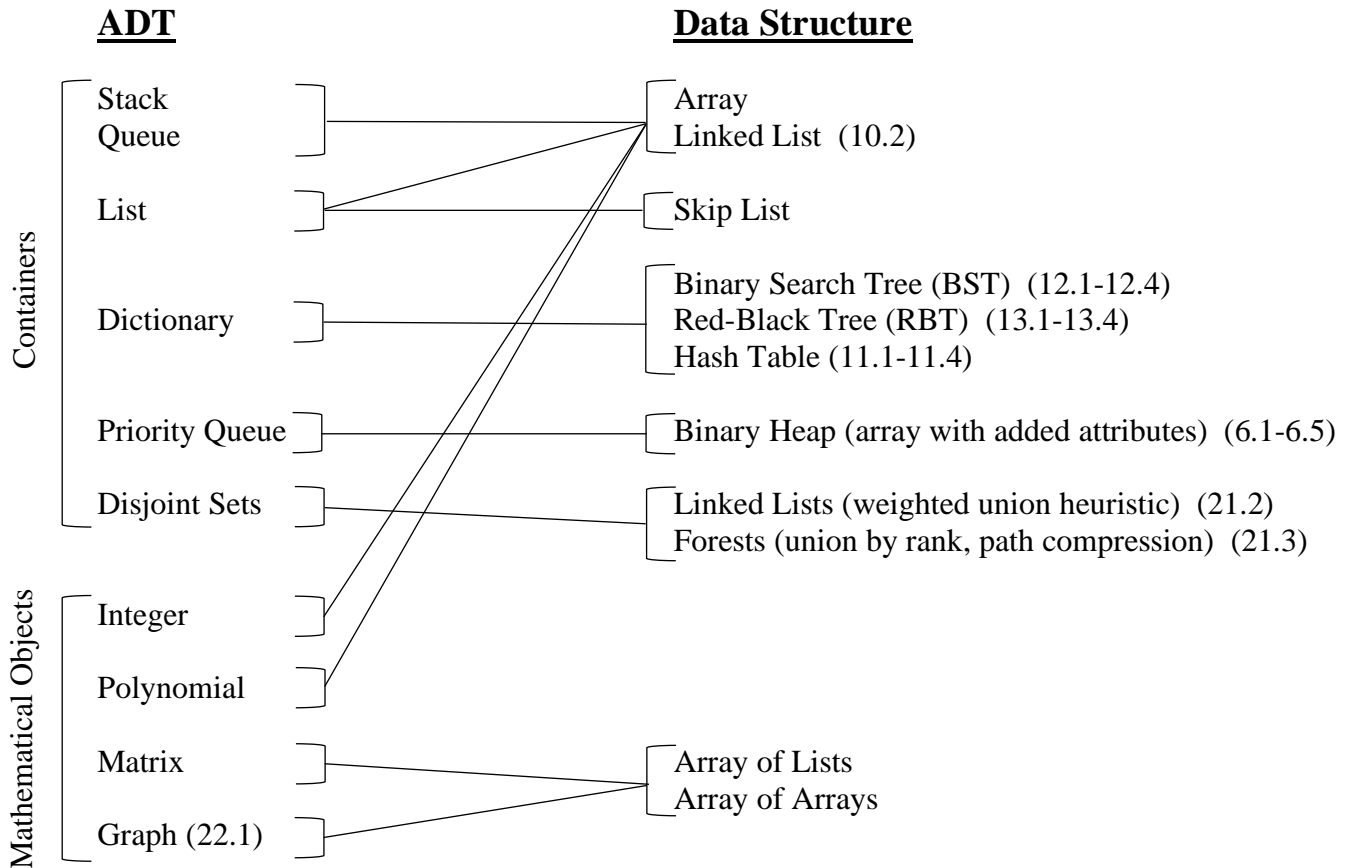 ADT
Data Structure
Containers
Stack
Queue
List
Dictionary
Priority Queue
Disjoint Sets
Mathematical Objects
Integer
Polynomial
Matrix
Graph (22.1)
Array
Linked List (10.2)
Skip List
Binary Search Tree (BST) (12.1-12.4)
Red-Black Tree (RBT) (13.1-13.4)
Hash Table (11.1-11.4)
Binary Heap (array with added attributes) (6.1-6.5)
Linked Lists (weighted union heuristic) (21.2)
Forests (union by rank, path compression) (21.3)
Array of Lists
Array of Arrays